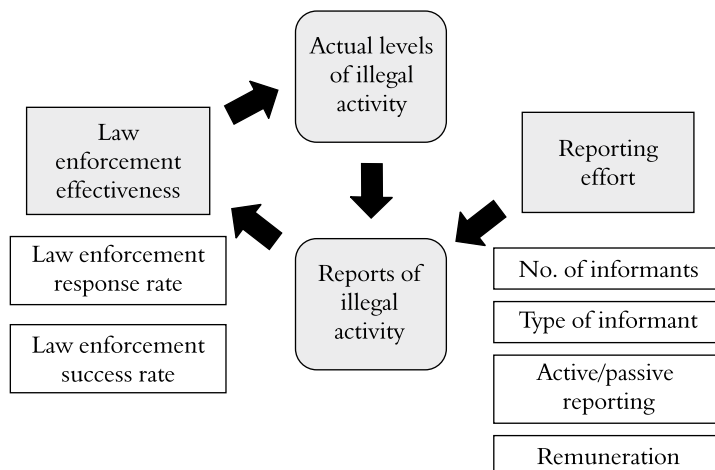 Actual levels
of illegal
activity
Law
enforcement
effectiveness
Reporting
effort
Law enforcement
response rate
Reports of
illegal
activity
No. of informants
Type of informant
Law enforcement
success rate
Active/passive
reporting
Remuneration